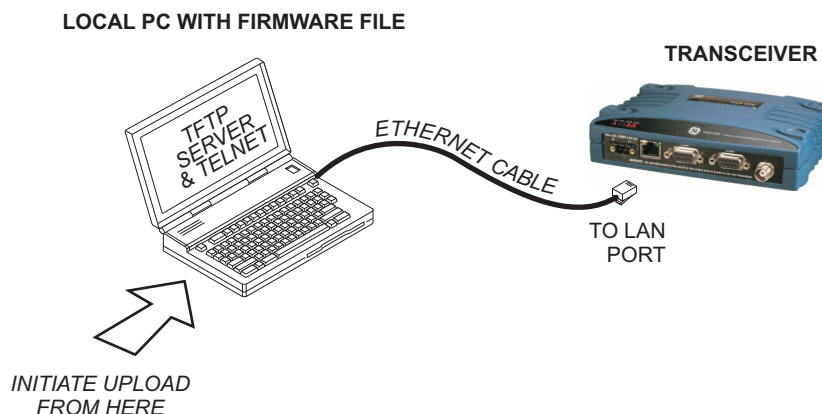 LOCAL PC WITH FIRMWARE FILE
TRANSCEIVER
TFTP
SERVER
& TELNET
ETHERNET CABLE
TO LAN
PORT
INITIATE UPLOAD
FROM HERE